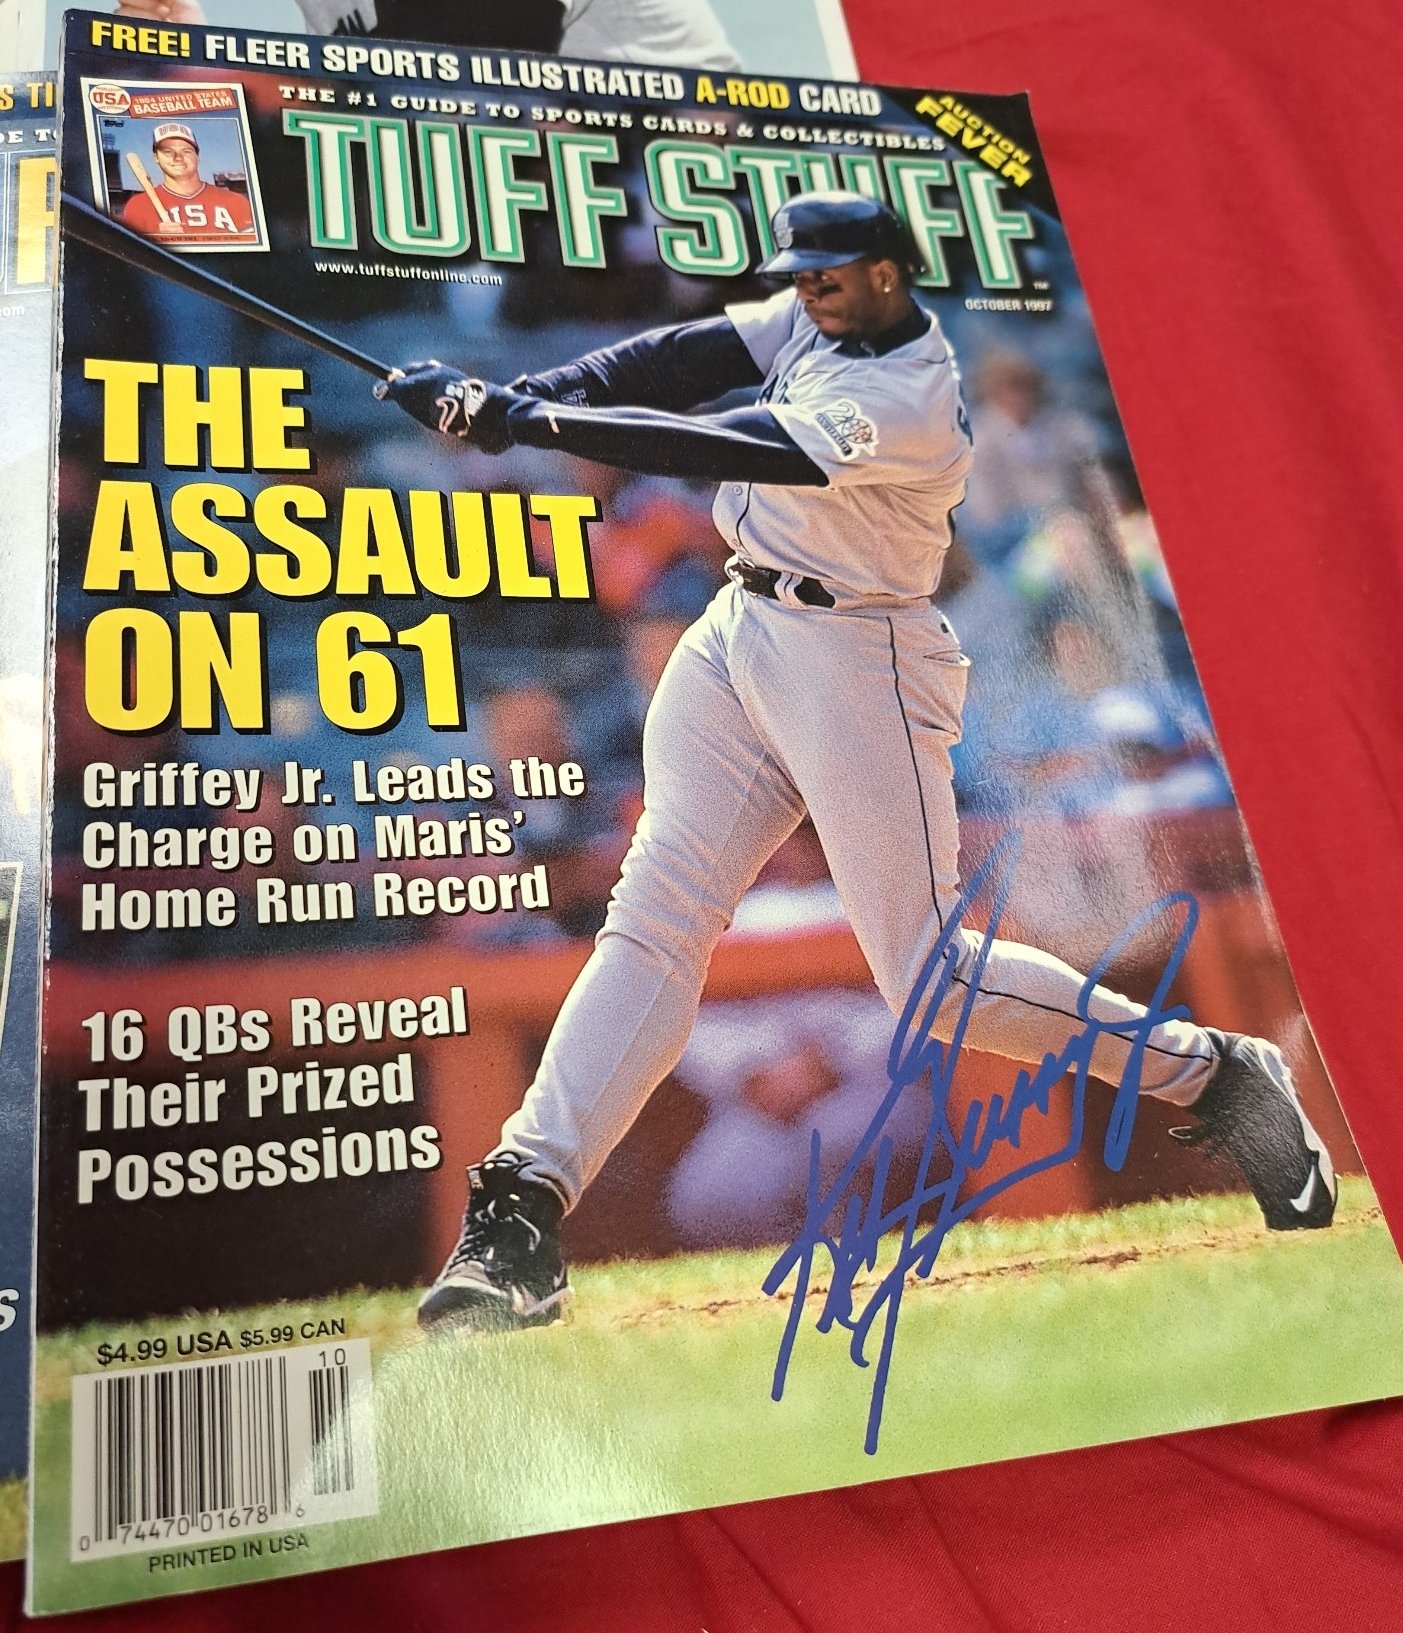 FREE! FLEER SPORTS ILLUSTRATED A-ROD CARD
THE #1 GUIDE TO SPORTS CARDS & COLLECTIBLES
AUCTION
FEVER
TUFF STUFF
USA
1984 UNITED STATES
BASEBALL TEAM
USA
www.tuffstuffonline.com
OCTOBER 1997
THE
ASSAULT
ON 61
Griffey Jr. Leads the
Charge on Maris'
Home Run Record
16 QBs Reveal
Their Prized
Possessions
Ken Griffey Jr
$4.99 USA $5.99 CAN
10
0 74470 01678 6
PRINTED IN USA